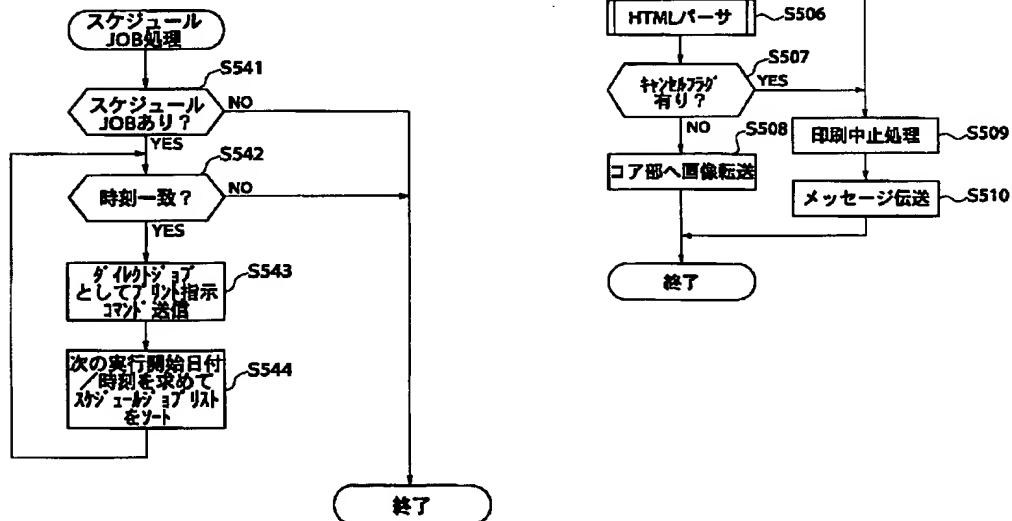 スケジュール
JOB処理
S541
スケジュール
JOBあり？
NO
YES
S542
時刻一致？
NO
YES
S543
ﾀﾞｲﾚｸﾄｼﾞｮﾌﾞ
としてﾌﾟﾘﾝﾄ指示
ｺﾏﾝﾄﾞ送信
S544
次の実行開始日付
／時刻を求めて
ｽｹｼﾞｭｰﾙｼﾞｮﾌﾞﾘｽﾄ
をｿｰﾄ
終了
HTMLパーサ
S506
S507
ｷｬﾝｾﾙﾌﾗｸﾞ
有り？
YES
NO
S508
コア部へ画像転送
印刷中止処理
S509
メッセージ伝送
S510
終了